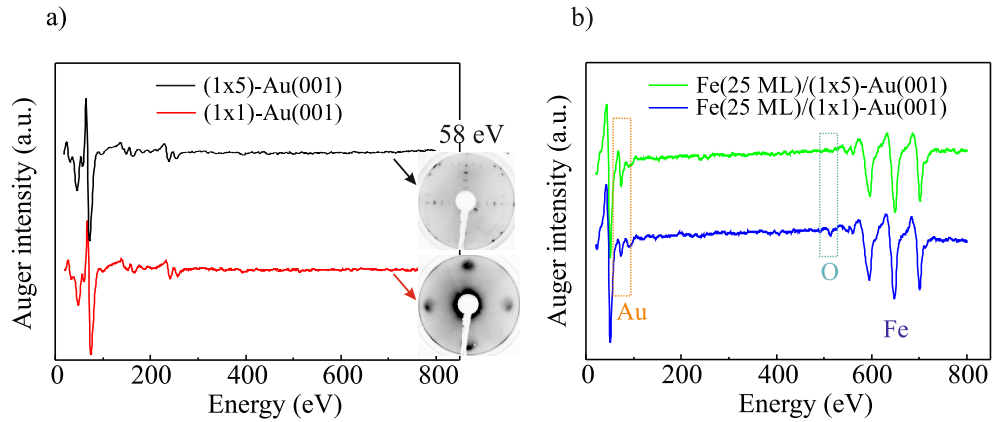 a)
(1x5)-Au(001)
(1x1)-Au(001)
58 eV
Auger intensity (a.u.)
0 200 400 600 800
Energy (eV)
b)
Fe(25 ML)/(1x5)-Au(001)
Fe(25 ML)/(1x1)-Au(001)
Auger intensity (a.u.)
Au
O
Fe
0 200 400 600 800
Energy (eV)